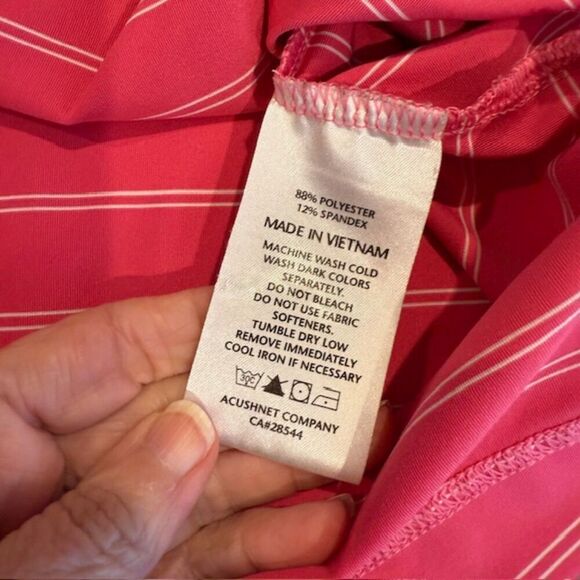 88% POLYESTER
12% SPANDEX
MADE IN VIETNAM
MACHINE WASH COLD
WASH DARK COLORS
SEPARATELY.
DO NOT BLEACH
DO NOT USE FABRIC
SOFTENERS.
TUMBLE DRY LOW
REMOVE IMMEDIATELY
COOL IRON IF NECESSARY
30C
ACUSHNET COMPANY
CA#28544